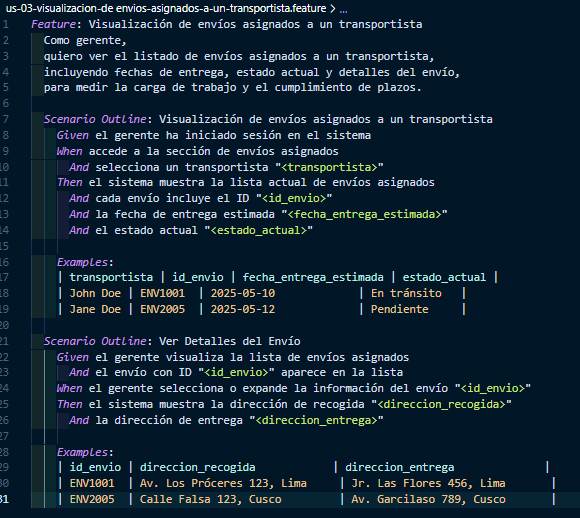 us-03-visualizacion-de envios-asignados-a-un-transportista.feature > ...
1 Feature: Visualización de envíos asignados a un transportista
2 Como gerente,
3 quiero ver el listado de envíos asignados a un transportista,
4 incluyendo fechas de entrega, estado actual y detalles del envío,
5 para medir la carga de trabajo y el cumplimiento de plazos.
6
7 Scenario Outline: Visualización de envíos asignados a un transportista
8 Given el gerente ha iniciado sesión en el sistema
9 When accede a la sección de envíos asignados
10 And selecciona un transportista "<transportista>"
11 Then el sistema muestra la lista actual de envíos asignados
12 And cada envío incluye el ID "<id_envio>"
13 And la fecha de entrega estimada "<fecha_entrega_estimada>"
14 And el estado actual "<estado_actual>"
15
16 Examples:
17 | transportista | id_envio | fecha_entrega_estimada | estado_actual |
18 | John Doe | ENV1001 | 2025-05-10 | En tránsito |
19 | Jane Doe | ENV2005 | 2025-05-12 | Pendiente |
20
21 Scenario Outline: Ver Detalles del Envío
22 Given el gerente visualiza la lista de envíos asignados
23 And el envío con ID "<id_envio>" aparece en la lista
24 When el gerente selecciona o expande la información del envío "<id_envio>"
25 Then el sistema muestra la dirección de recogida "<direccion_recogida>"
26 And la dirección de entrega "<direccion_entrega>"
27
28 Examples:
29 | id_envio | direccion_recogida | direccion_entrega |
30 | ENV1001 | Av. Los Próceres 123, Lima | Jr. Las Flores 456, Lima |
31 | ENV2005 | Calle Falsa 123, Cusco | Av. Garcilaso 789, Cusco |